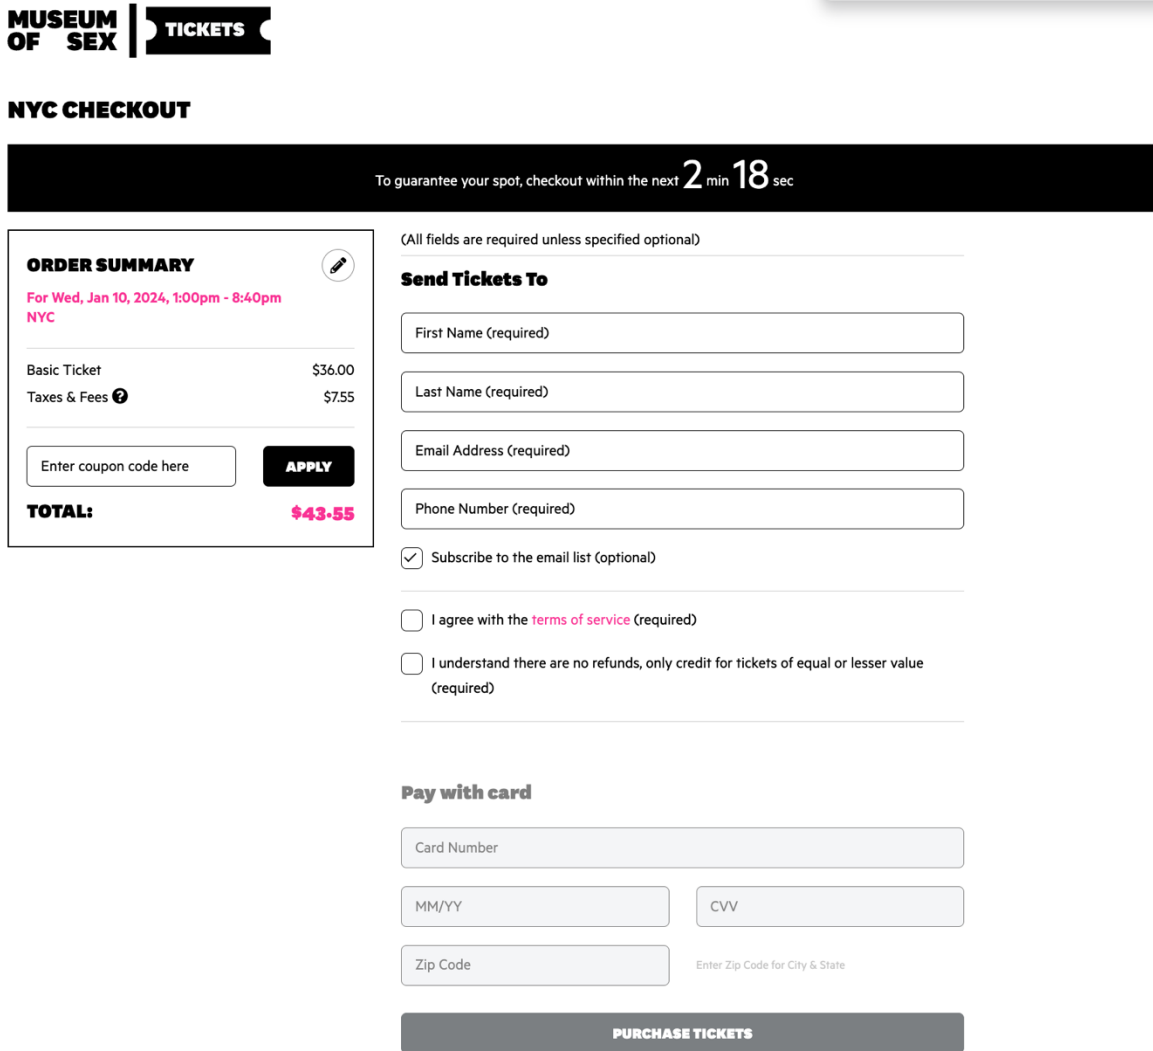 MUSEUM
OF SEX
TICKETS
NYC CHECKOUT
To guarantee your spot, checkout within the next 2 min 18 sec
ORDER SUMMARY
For Wed, Jan 10, 2024, 1:00pm - 8:40pm
NYC
Basic Ticket $36.00
Taxes & Fees ? $7.55
Enter coupon code here APPLY
TOTAL: $43.55
(All fields are required unless specified optional)
Send Tickets To
First Name (required)
Last Name (required)
Email Address (required)
Phone Number (required)
Subscribe to the email list (optional)
I agree with the terms of service (required)
I understand there are no refunds, only credit for tickets of equal or lesser value
(required)
Pay with card
Card Number
MM/YY CVV
Zip Code Enter Zip Code for City & State
PURCHASE TICKETS